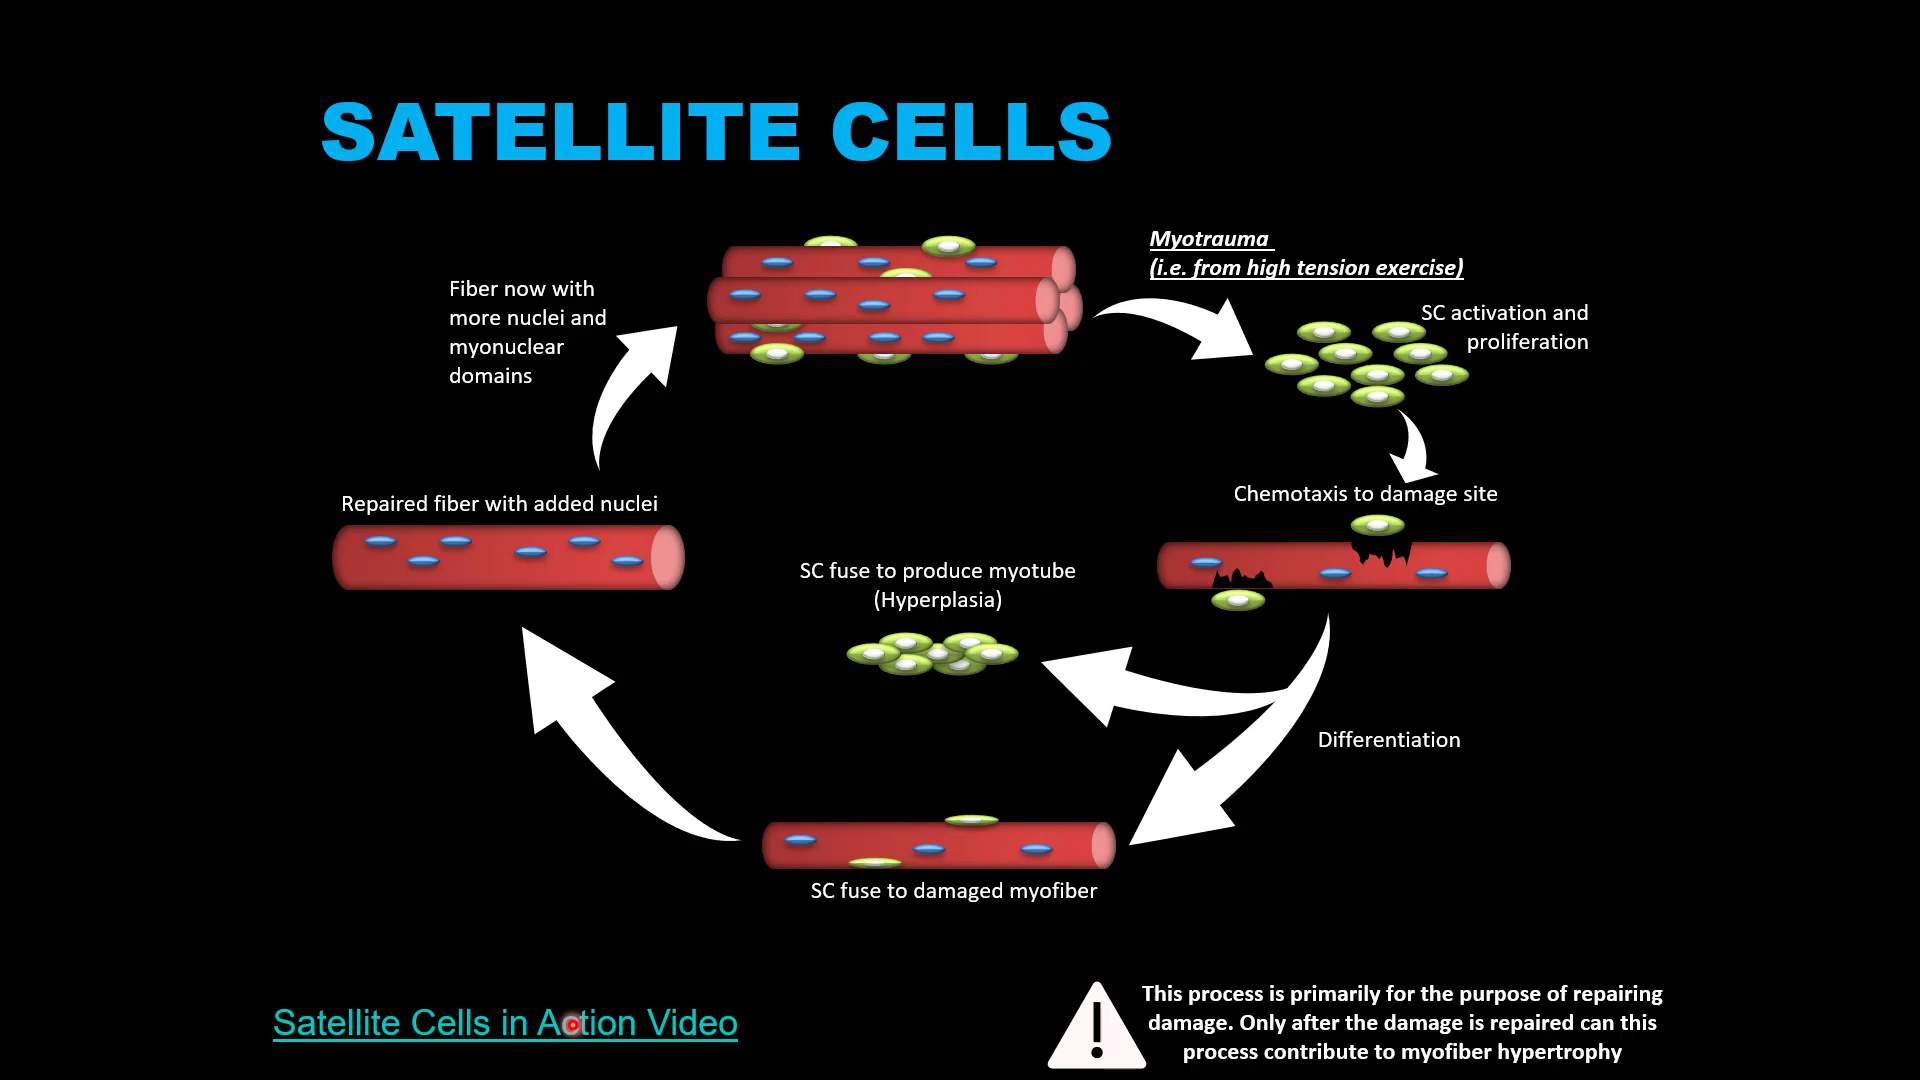 SATELLITE CELLS
Myotrauma
(i.e. from high tension exercise)
SC activation and
proliferation
Chemotaxis to damage site
Differentiation
SC fuse to produce myotube
(Hyperplasia)
SC fuse to damaged myofiber
Repaired fiber with added nuclei
Fiber now with
more nuclei and
myonuclear
domains
Satellite Cells in Action Video
This process is primarily for the purpose of repairing
damage. Only after the damage is repaired can this
process contribute to myofiber hypertrophy